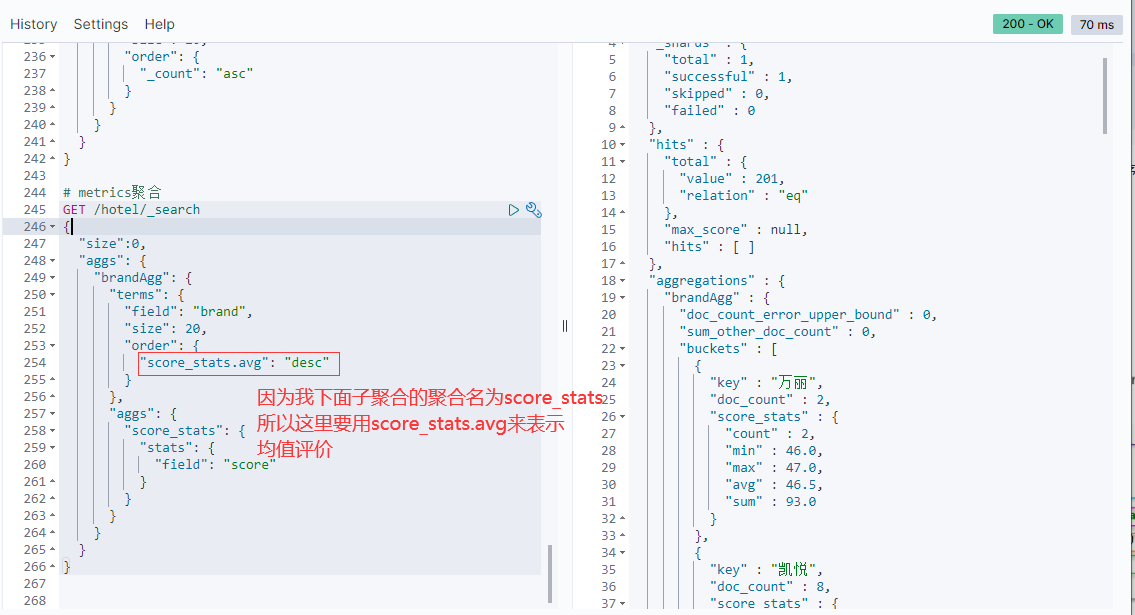 History Settings Help
200 - OK
70 ms
236 "order": {
237 "_count": "asc"
238 }
239 }
240 }
241 }
242 }
243
244 # metrics聚合
245 GET /hotel/_search
246 {
247 "size":0,
248 "aggs": {
249 "brandAgg": {
250 "terms": {
251 "field": "brand",
252 "size": 20,
253 "order": {
254 "score_stats.avg": "desc"
255 }
256 },
257 "aggs": {
258 "score_stats": {
259 "stats": {
260 "field": "score"
261 }
262 }
263 }
264 }
265 }
266 }
267
268
因为我下面子聚合的聚合名为score_stats
所以这里要用score_stats.avg来表示
均值评价
4 "_shards" : {
5 "total" : 1,
6 "successful" : 1,
7 "skipped" : 0,
8 "failed" : 0
9 },
10 "hits" : {
11 "total" : {
12 "value" : 201,
13 "relation" : "eq"
14 },
15 "max_score" : null,
16 "hits" : [ ]
17 },
18 "aggregations" : {
19 "brandAgg" : {
20 "doc_count_error_upper_bound" : 0,
21 "sum_other_doc_count" : 0,
22 "buckets" : [
23 {
24 "key" : "万丽",
25 "doc_count" : 2,
26 "score_stats" : {
27 "count" : 2,
28 "min" : 46.0,
29 "max" : 47.0,
30 "avg" : 46.5,
31 "sum" : 93.0
32 }
33 },
34 {
35 "key" : "凯悦",
36 "doc_count" : 8,
37 "score_stats" : {